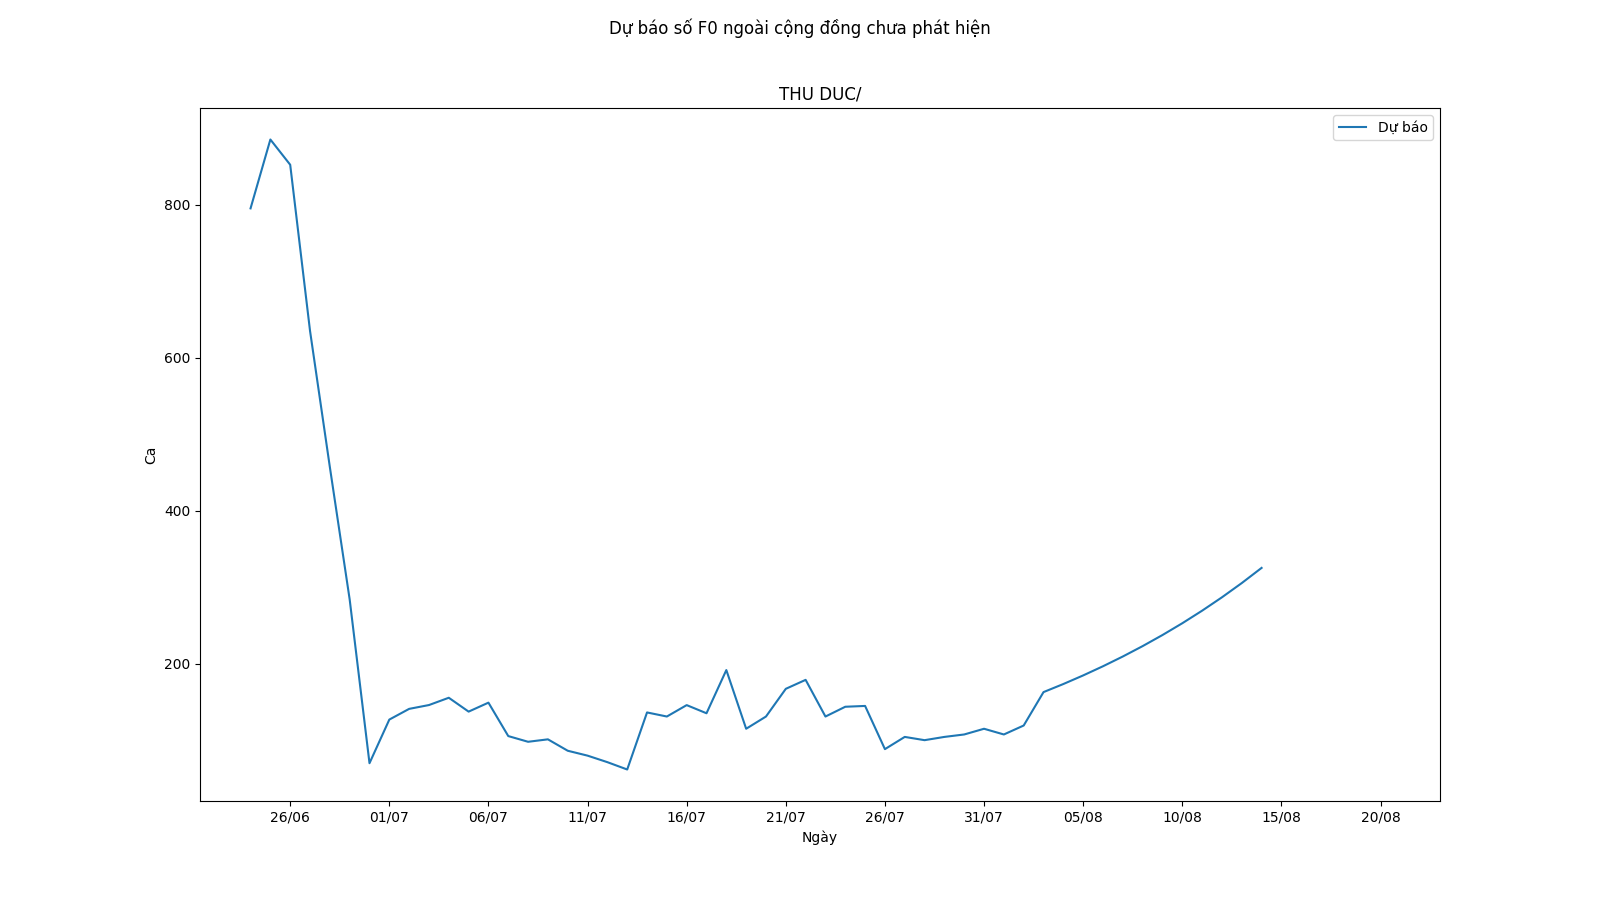 Dự báo số F0 ngoài cộng đồng chưa phát hiện
THU DUC/
Dự báo
800
600
400
200
Ca
26/06 01/07 06/07 11/07 16/07 21/07 26/07 31/07 05/08 10/08 15/08 20/08
Ngày